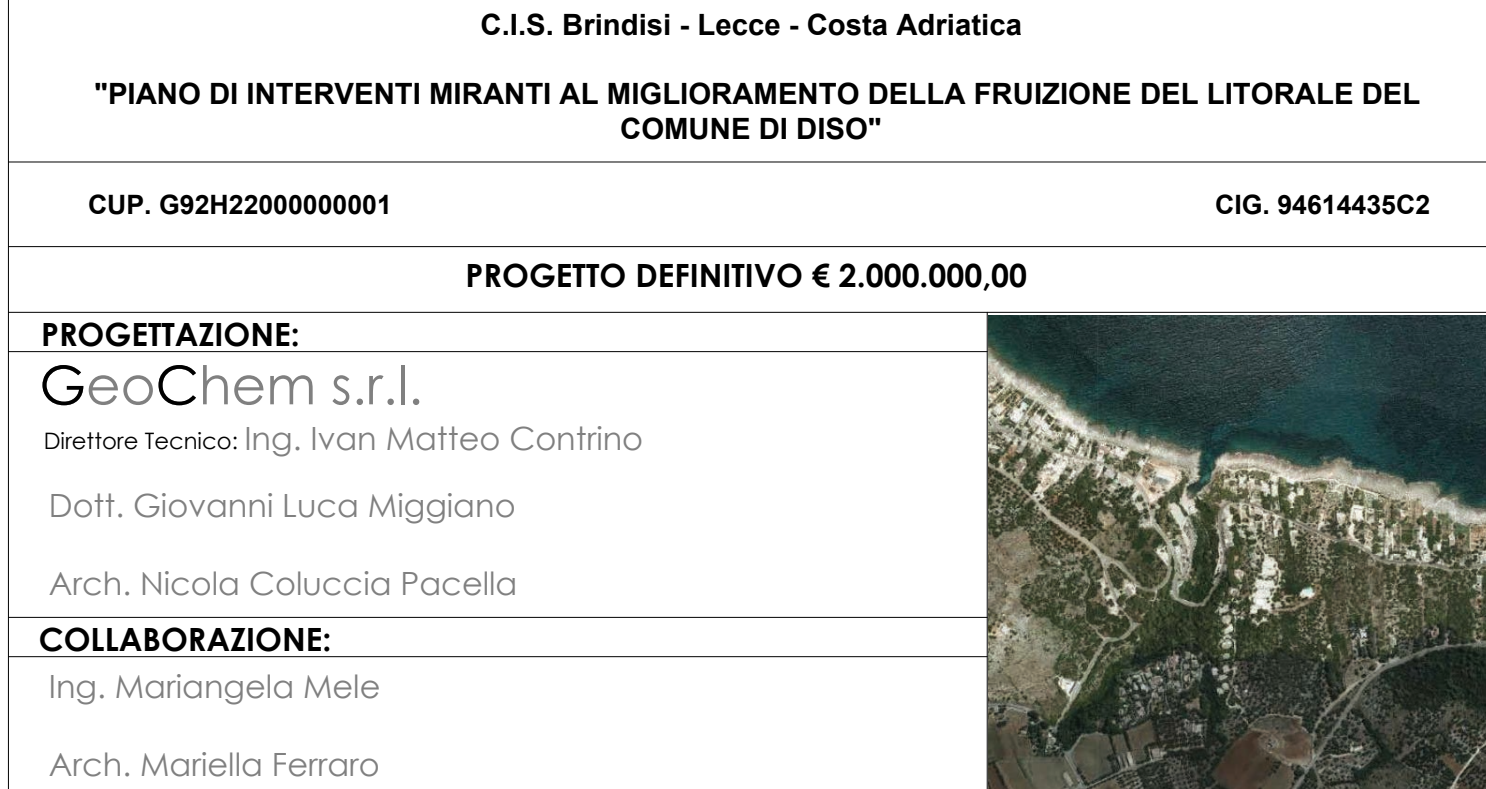 C.I.S. Brindisi - Lecce - Costa Adriatica
"PIANO DI INTERVENTI MIRANTI AL MIGLIORAMENTO DELLA FRUIZIONE DEL LITORALE DEL
COMUNE DI DISO"
CUP. G92H22000000001 CIG. 94614435C2
PROGETTO DEFINITIVO € 2.000.000,00
PROGETTAZIONE:
GeoChem s.r.l.
Direttore Tecnico: Ing. Ivan Matteo Contrino
Dott. Giovanni Luca Miggiano
Arch. Nicola Coluccia Pacella
COLLABORAZIONE:
Ing. Mariangela Mele
Arch. Mariella Ferraro